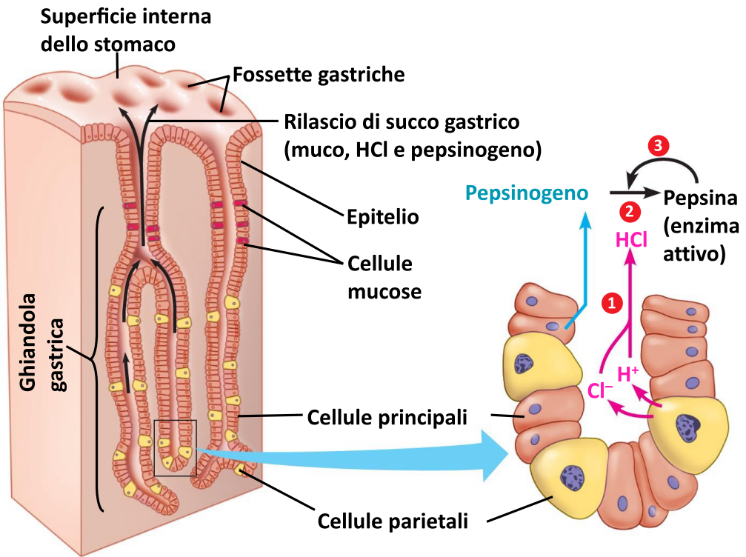 Superficie interna
dello stomaco
Fossette gastriche
Rilascio di succo gastrico
(muco, HCl e pepsinogeno)
Epitelio
Cellule
mucose
Ghiandola
gastrica
Cellule principali
Cellule parietali
Pepsinogeno
3
2
Pepsina
(enzima
attivo)
HCl
1
H⁺
Cl⁻